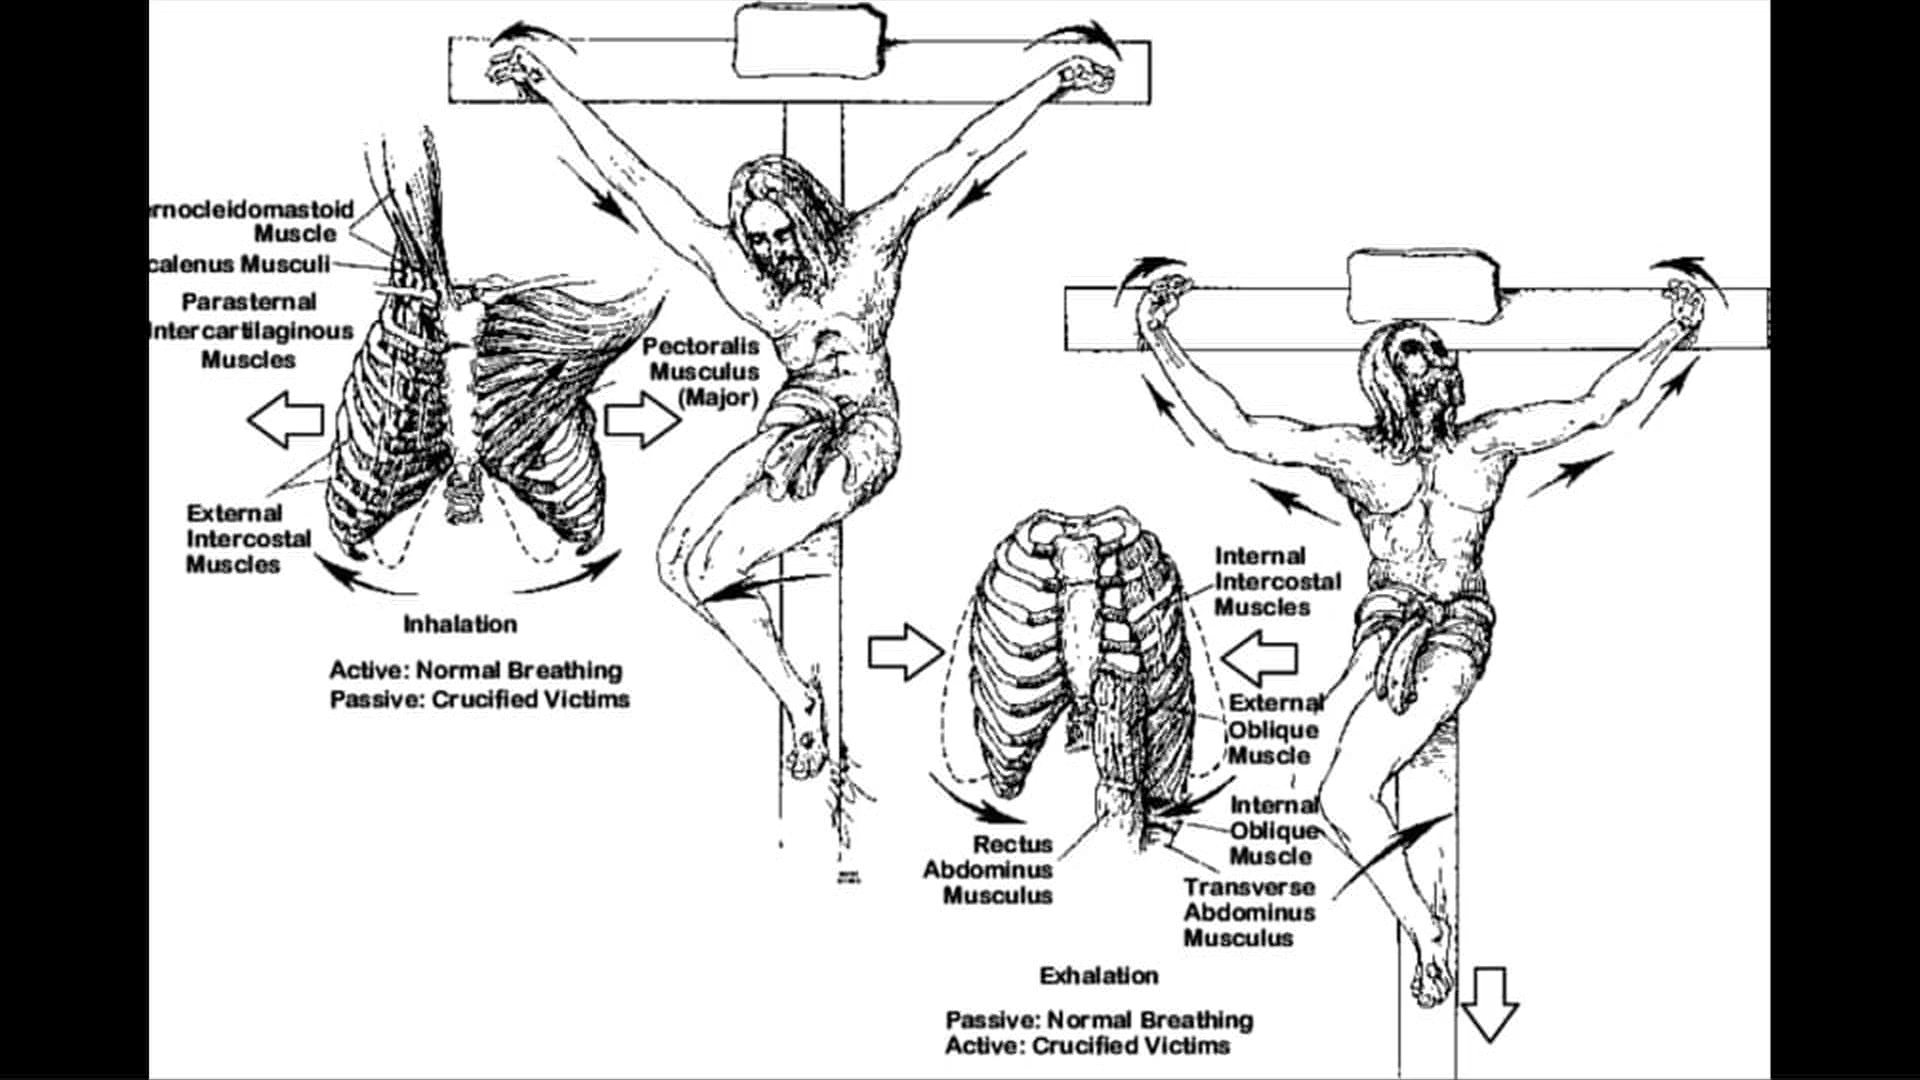 rnocleidomastoid
Muscle
calenus Musculi
Parasternal
Intercartilaginous
Muscles
Pectoralis
Musculus
(Major)
External
Intercostal
Muscles
Inhalation
Active: Normal Breathing
Passive: Crucified Victims
Internal
Intercostal
Muscles
External
Oblique
Muscle
Internal
Oblique
Muscle
Rectus
Abdominus
Musculus
Transverse
Abdominus
Musculus
Exhalation
Passive: Normal Breathing
Active: Crucified Victims